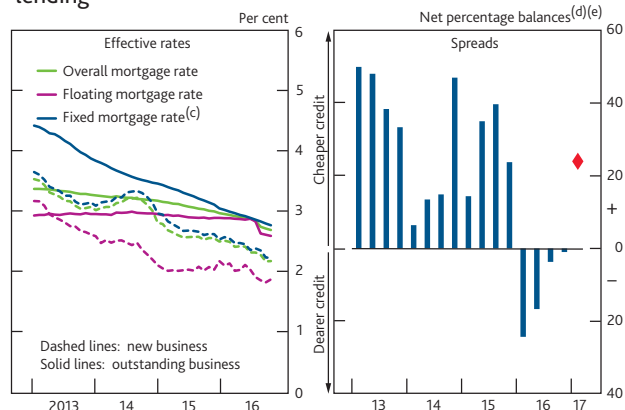 lending
Per cent
Effective rates
Overall mortgage rate
Floating mortgage rate
Fixed mortgage rate(c)
6
5
4
3
2
1
0
Dashed lines: new business
Solid lines: outstanding business
2013 14 15 16
Net percentage balances(d)(e)
Spreads
Cheaper credit
Dearer credit
60
40
20
+
0
–
20
40
13 14 15 16 17